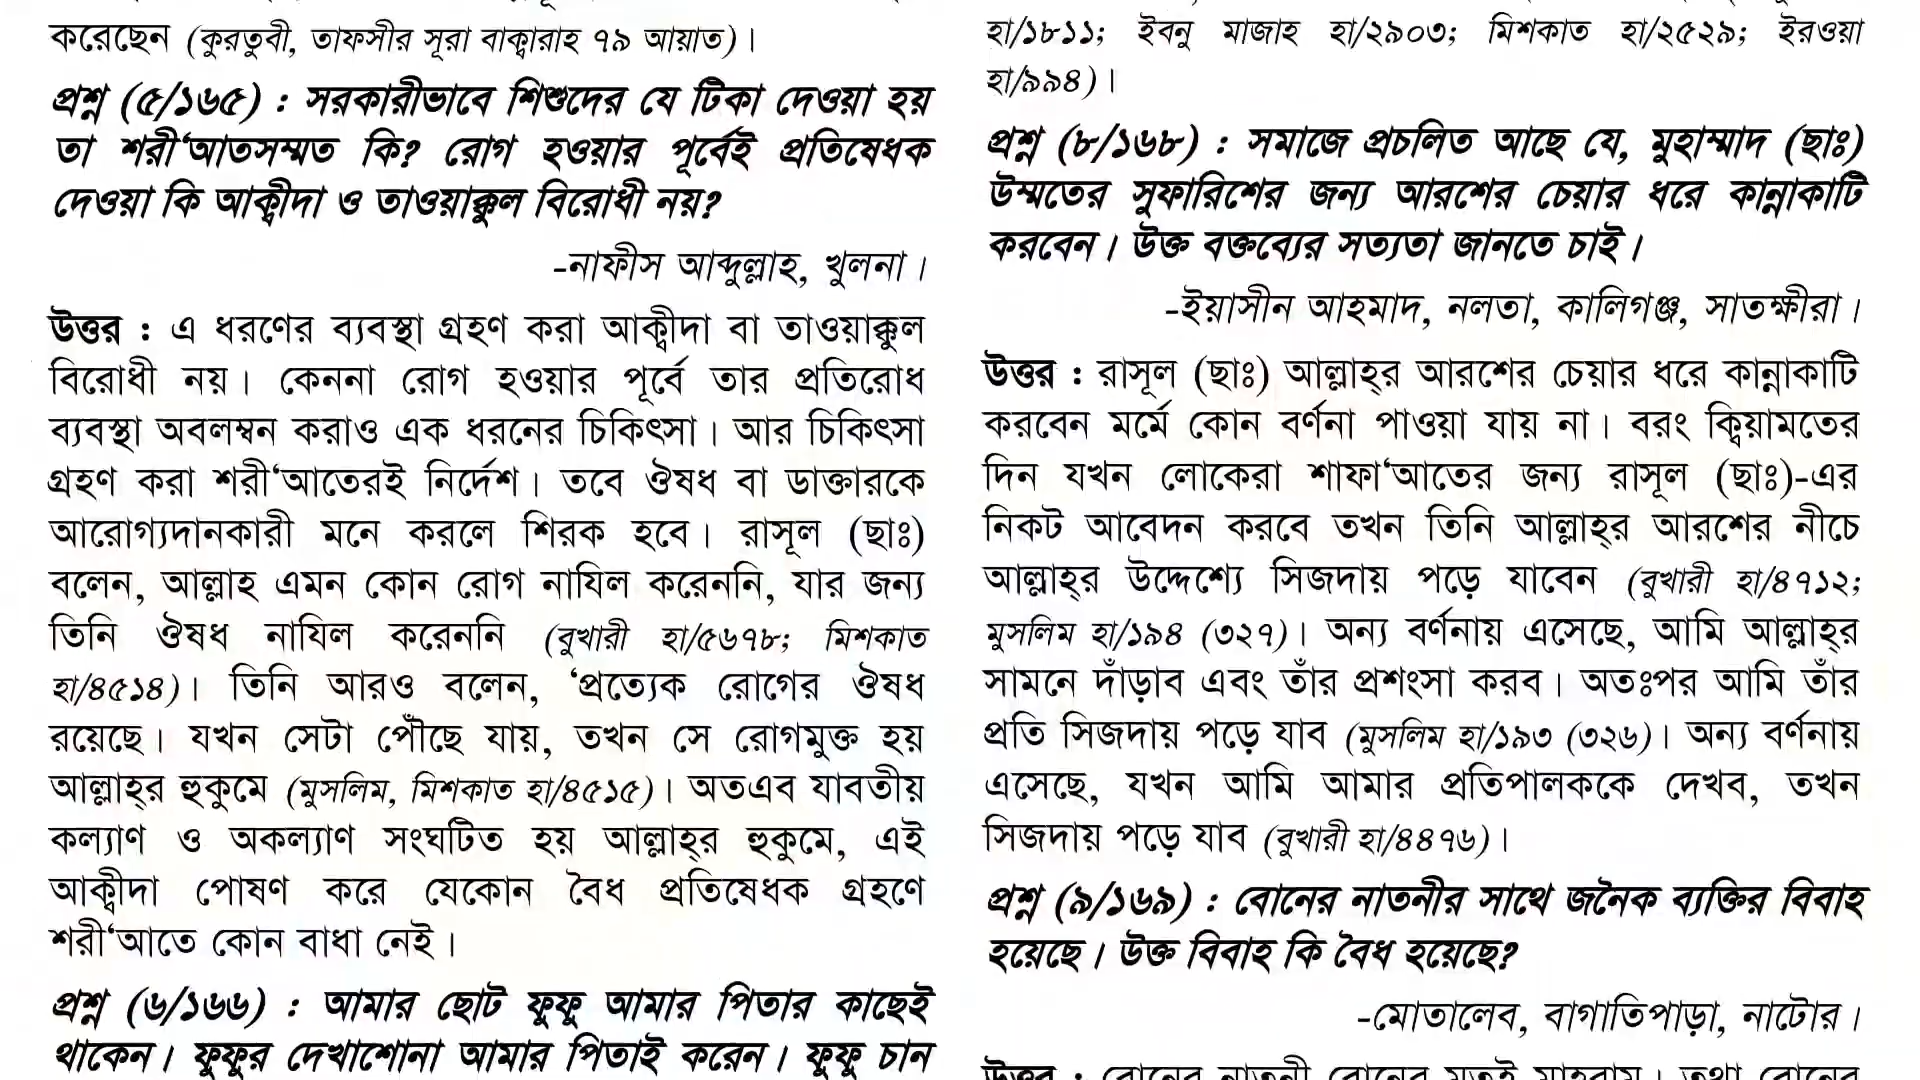 করেছেন (কুরতুবী, তাফসীর সূরা বাক্বারাহ ৭৯ আয়াত)।
প্রশ্ন (৫/১৬৫) : সরকারীভাবে শিশুদের যে টিকা দেওয়া হয়
তা শরী‘আতসম্মত কি? রোগ হওয়ার পূর্বেই প্রতিষেধক
দেওয়া কি আক্বীদা ও তাওয়াক্কুল বিরোধী নয়?
-নাফীস আব্দুল্লাহ, খুলনা।
উত্তর : এ ধরণের ব্যবস্থা গ্রহণ করা আক্বীদা বা তাওয়াক্কুল
বিরোধী নয়। কেননা রোগ হওয়ার পূর্বে তার প্রতিরোধ
ব্যবস্থা অবলম্বন করাও এক ধরনের চিকিৎসা। আর চিকিৎসা
গ্রহণ করা শরী‘আতেরই নির্দেশ। তবে ঔষধ বা ডাক্তারকে
আরোগ্যদানকারী মনে করলে শিরক হবে। রাসূল (ছাঃ)
বলেন, আল্লাহ এমন কোন রোগ নাযিল করেননি, যার জন্য
তিনি ঔষধ নাযিল করেননি (বুখারী হা/৫৬৭৮; মিশকাত
হা/৪৫১৪)। তিনি আরও বলেন, ‘প্রত্যেক রোগের ঔষধ
রয়েছে। যখন সেটা পৌঁছে যায়, তখন সে রোগমুক্ত হয়
আল্লাহ্‌র হুকুমে (মুসলিম, মিশকাত হা/৪৫১৫)। অতএব যাবতীয়
কল্যাণ ও অকল্যাণ সংঘটিত হয় আল্লাহ্‌র হুকুমে, এই
আক্বীদা পোষণ করে যেকোন বৈধ প্রতিষেধক গ্রহণে
শরী‘আতে কোন বাধা নেই।
প্রশ্ন (৬/১৬৬) : আমার ছোট ফুফু আমার পিতার কাছেই
থাকেন। ফুফুর দেখাশোনা আমার পিতাই করেন। ফুফু চান
হা/১৮১১; ইবনু মাজাহ হা/২৯০৩; মিশকাত হা/২৫২৯; ইরওয়া
হা/৯৯৪)।
প্রশ্ন (৮/১৬৮) : সমাজে প্রচলিত আছে যে, মুহাম্মাদ (ছাঃ)
উম্মতের সুফারিশের জন্য আরশের চেয়ার ধরে কান্নাকাটি
করবেন। উক্ত বক্তব্যের সত্যতা জানতে চাই।
-ইয়াসীন আহমাদ, নলতা, কালিগঞ্জ, সাতক্ষীরা।
উত্তর : রাসূল (ছাঃ) আল্লাহ্‌র আরশের চেয়ার ধরে কান্নাকাটি
করবেন মর্মে কোন বর্ণনা পাওয়া যায় না। বরং ক্বিয়ামতের
দিন যখন লোকেরা শাফা‘আতের জন্য রাসূল (ছাঃ)-এর
নিকট আবেদন করবে তখন তিনি আল্লাহ্‌র আরশের নীচে
আল্লাহ্‌র উদ্দেশ্যে সিজদায় পড়ে যাবেন (বুখারী হা/৪৭১২;
মুসলিম হা/১৯৪ (৩২৭)। অন্য বর্ণনায় এসেছে, আমি আল্লাহ্‌র
সামনে দাঁড়াব এবং তাঁর প্রশংসা করব। অতঃপর আমি তাঁর
প্রতি সিজদায় পড়ে যাব (মুসলিম হা/১৯৩ (৩২৬)। অন্য বর্ণনায়
এসেছে, যখন আমি আমার প্রতিপালককে দেখব, তখন
সিজদায় পড়ে যাব (বুখারী হা/৪৪৭৬)।
প্রশ্ন (৯/১৬৯) : বোনের নাতনীর সাথে জনৈক ব্যক্তির বিবাহ
হয়েছে। উক্ত বিবাহ কি বৈধ হয়েছে?
-মোতালেব, বাগাতিপাড়া, নাটোর।
উত্তর : বোনের নাতনী বোনের মতই মাহরাম। তথা বোনের